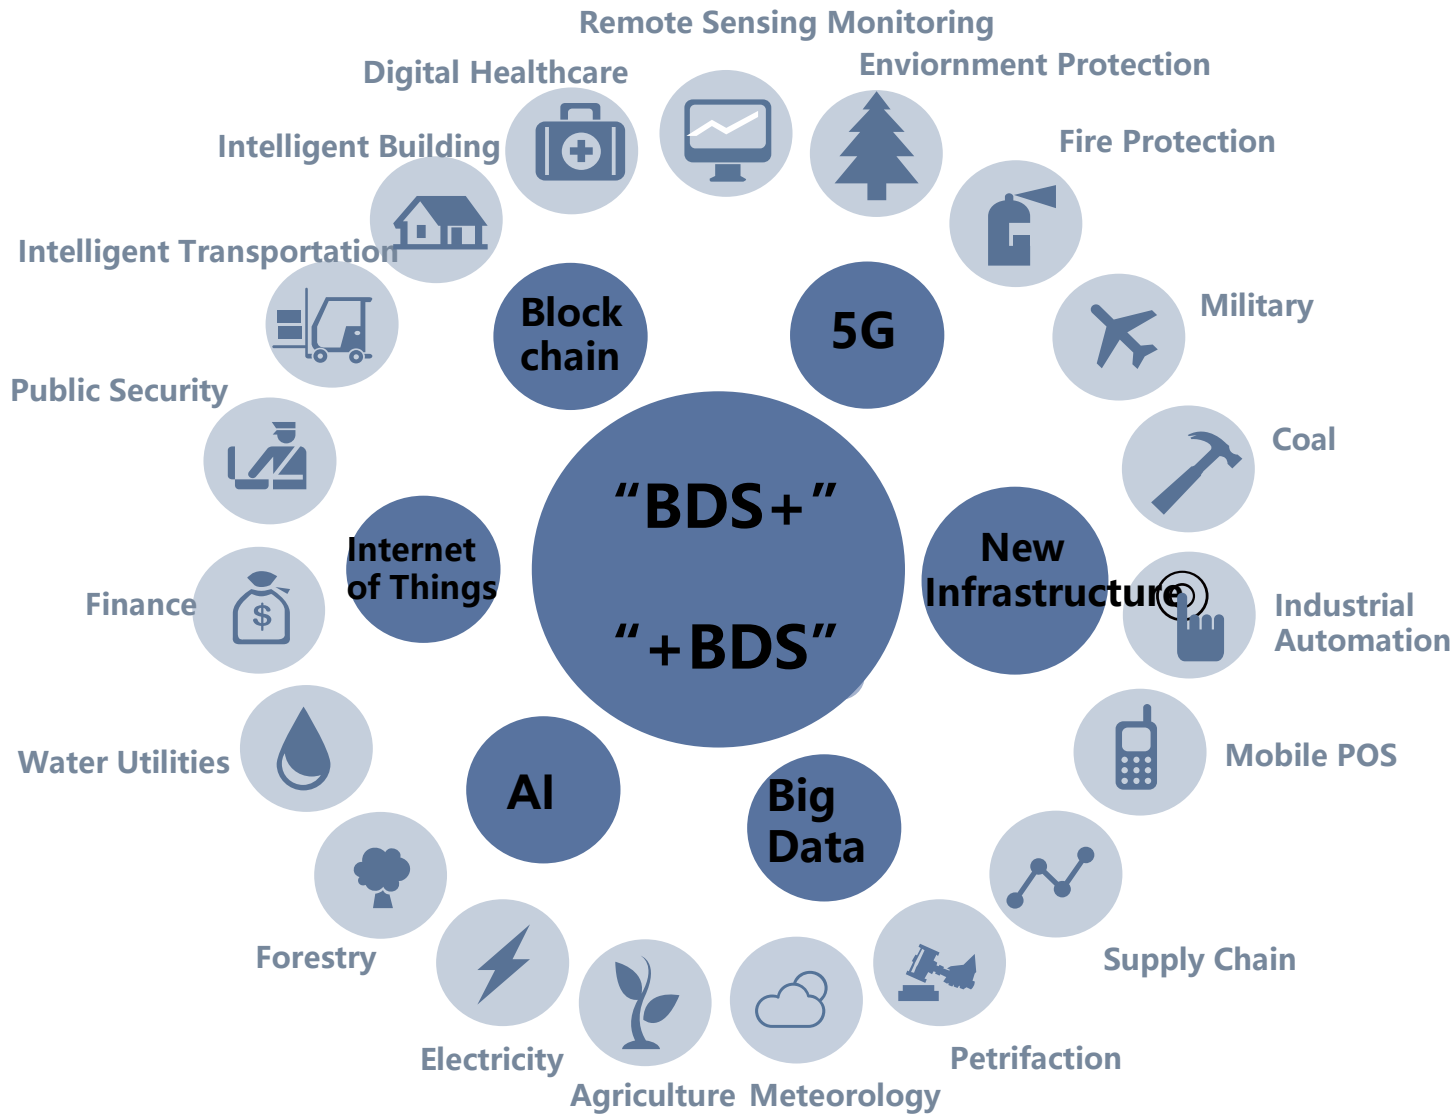 Remote Sensing Monitoring
Enviornment Protection
Digital Healthcare
Fire Protection
Intelligent Building
Intelligent Transportation
Military
Block
chain
5G
Public Security
Coal
“BDS+”
New
Infrastructure
Internet
of Things
Finance
$
Industrial
Automation
“+BDS”
Water Utilities
Mobile POS
AI
Big
Data
Forestry
Supply Chain
Electricity
Petrifaction
Agriculture
Meteorology